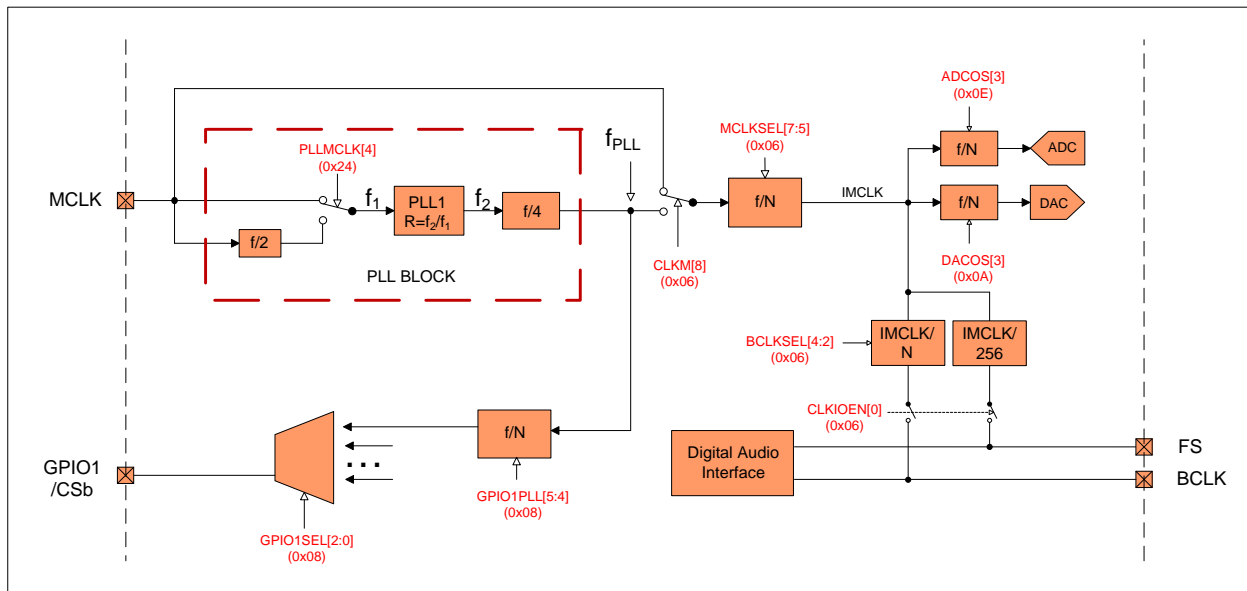 ADCOS[3]
(0x0E)
MCLKSEL[7:5]
(0x06)
f/N
ADC
PLLMCLK[4]
(0x24)
fPLL
MCLK
f1
PLL1
R=f2/f1
f2
f/4
f/N
IMCLK
f/N
DAC
f/2
PLL BLOCK
CLKM[8]
(0x06)
DACOS[3]
(0x0A)
BCLKSEL[4:2]
(0x06)
IMCLK/
N
IMCLK/
256
CLKIOEN[0]
(0x06)
f/N
Digital Audio
Interface
FS
BCLK
GPIO1
/CSb
...
GPIO1PLL[5:4]
(0x08)
GPIO1SEL[2:0]
(0x08)